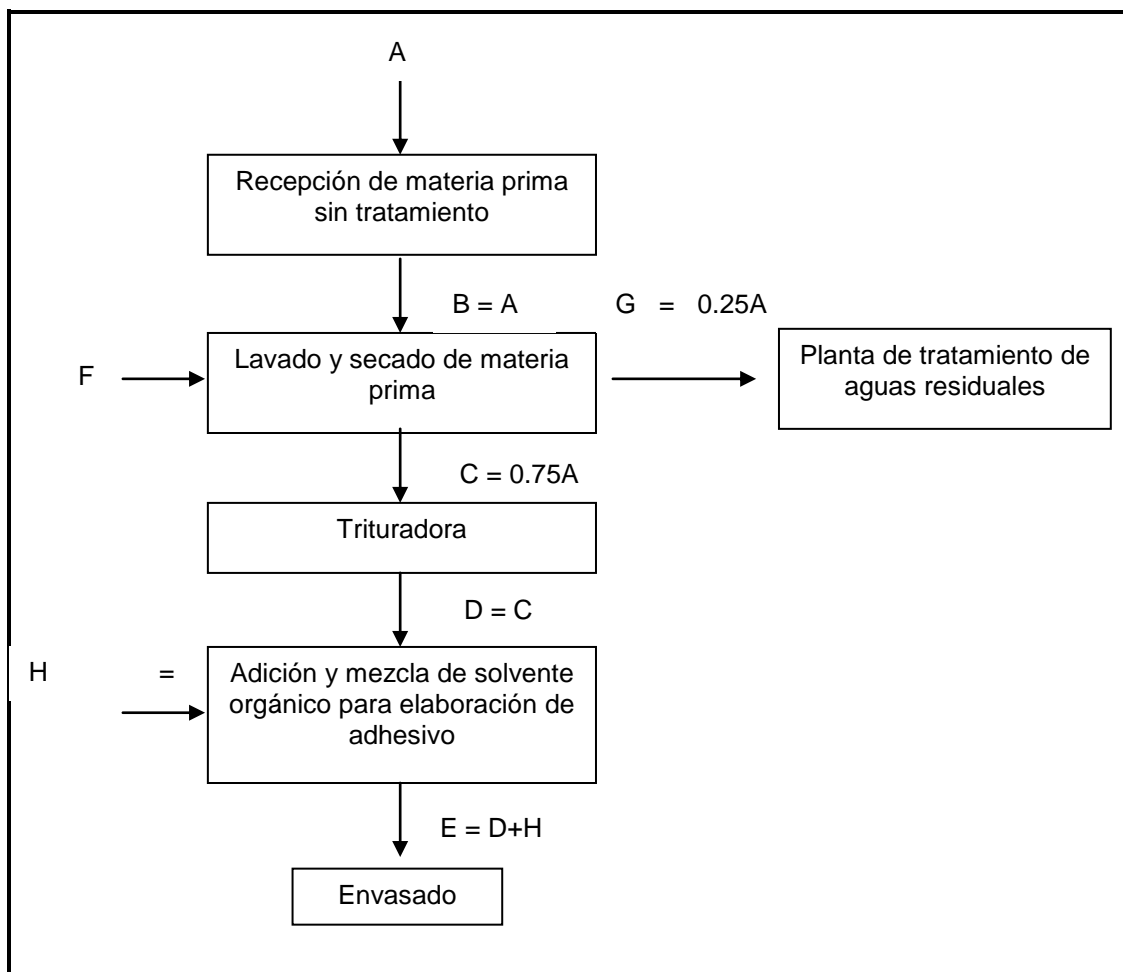 A
Recepción de materia prima
sin tratamiento
B = A
G = 0.25A
F
Lavado y secado de materia
prima
Planta de tratamiento de
aguas residuales
C = 0.75A
Trituradora
D = C
H =
Adición y mezcla de solvente
orgánico para elaboración de
adhesivo
E = D+H
Envasado